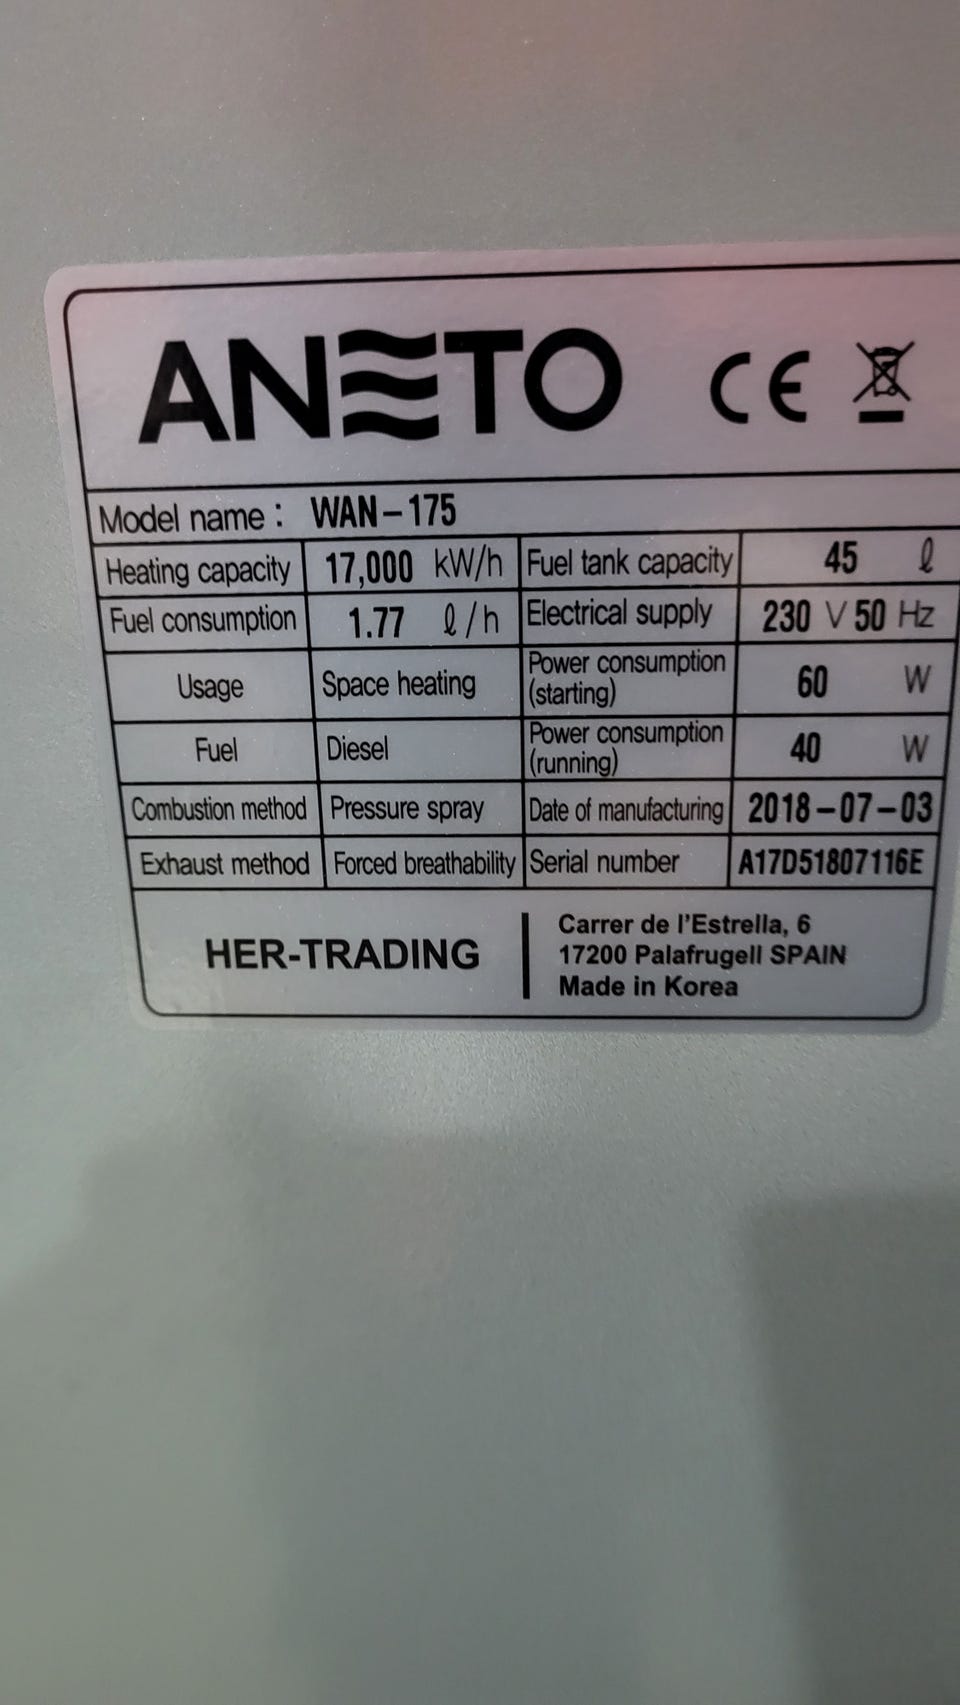 ANETO CE
Model name : WAN-175
Heating capacity 17,000 kW/h Fuel tank capacity 45 ℓ
Fuel consumption 1.77 ℓ/h Electrical supply 230 V 50 Hz
Usage Space heating Power consumption (starting) 60 W
Fuel Diesel Power consumption (running) 40 W
Combustion method Pressure spray Date of manufacturing 2018-07-03
Exhaust method Forced breathability Serial number A17D51807116E
HER-TRADING
Carrer de l'Estrella, 6
17200 Palafrugell SPAIN
Made in Korea